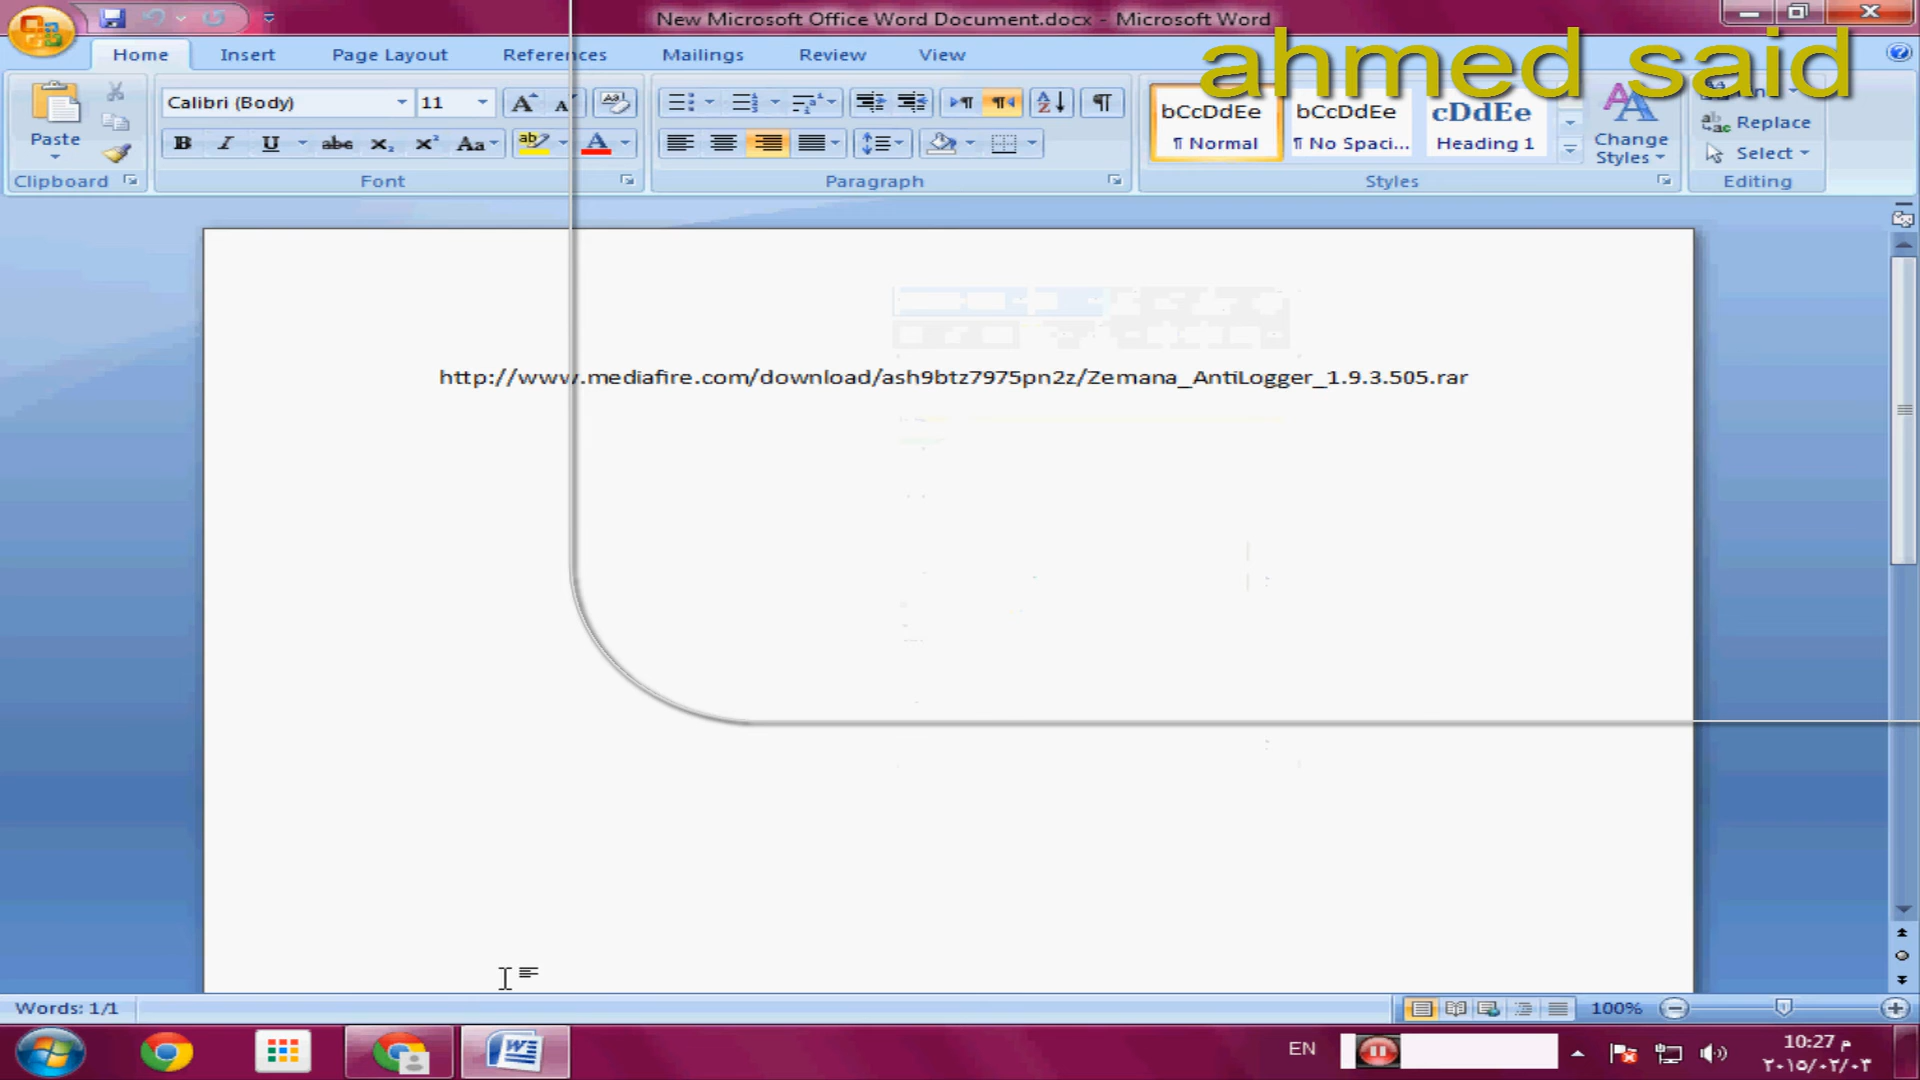 New Microsoft Office Word Document.docx - Microsoft Word
ahmed said
Home Insert Page Layout References Mailings Review View
Calibri (Body) 11
Paste
Clipboard
Font
Paragraph
bCcDdEe bCcDdEe cDdEe
¶ Normal ¶ No Spaci... Heading 1
Change Styles
Styles
Replace
Select
Editing
http://www.mediafire.com/download/ash9btz7975pn2z/Zemana_AntiLogger_1.9.3.505.rar
Words: 1/1
100%
EN
10:27 م
٢٠١٥/٠٢/٠٣